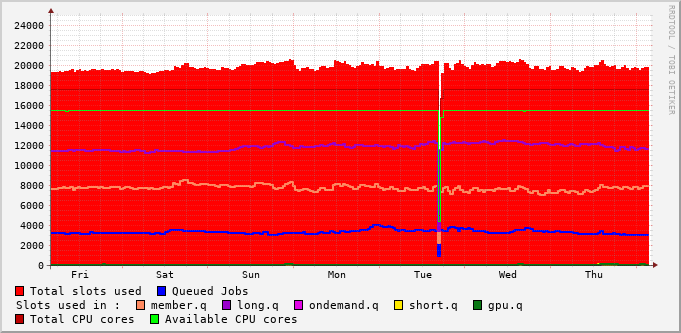 24000
22000
20000
18000
16000
14000
12000
10000
8000
6000
4000
2000
0
Fri Sat Sun Mon Tue Wed Thu
Total slots used Queued Jobs
Slots used in : member.q long.q ondemand.q short.q gpu.q
Total CPU cores Available CPU cores
RRDTOOL / TOBI OETIKER